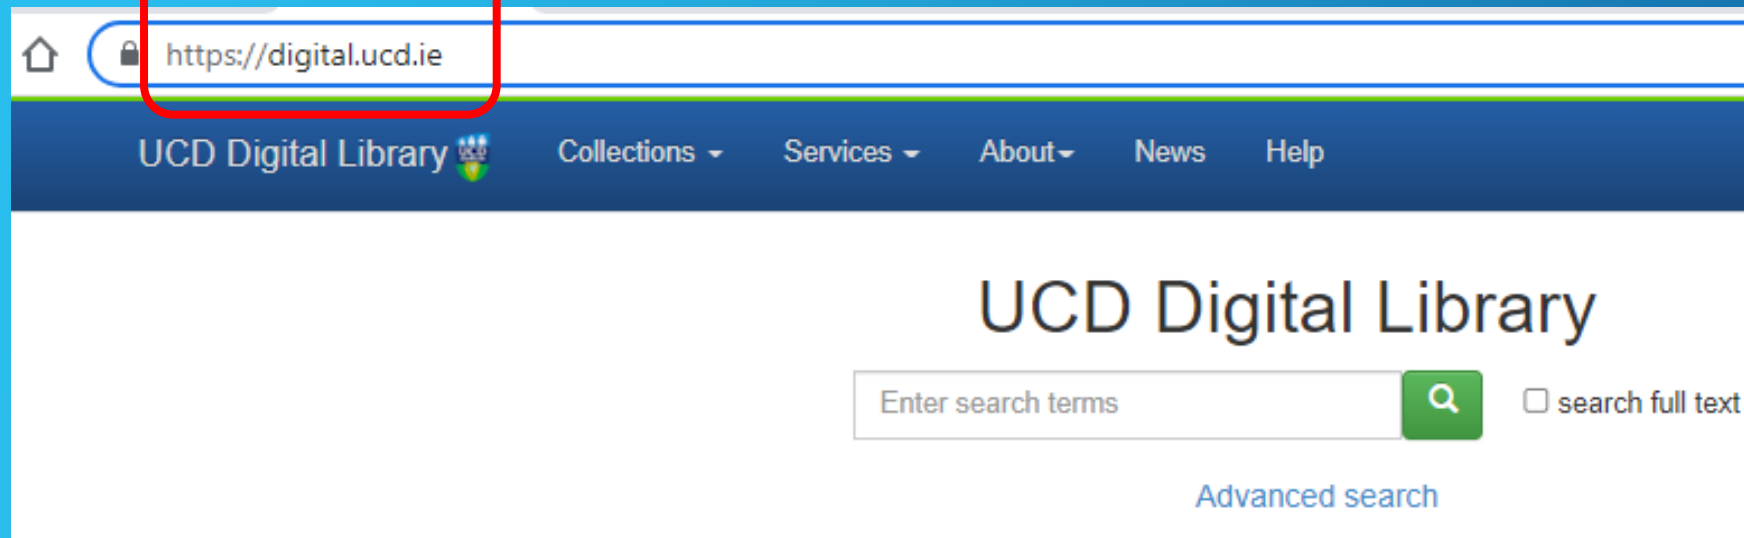 https://digital.ucd.ie
UCD Digital Library UCD Collections Services About News Help
UCD Digital Library
Enter search terms search full text
Advanced search